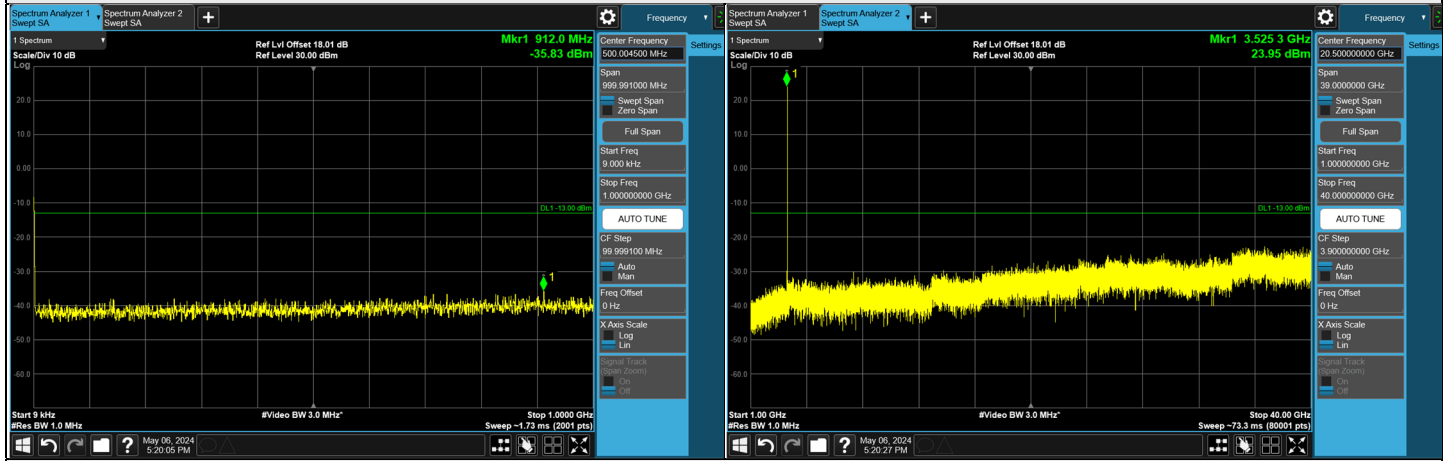 Spectrum Analyzer 1
Swept SA
Spectrum Analyzer 2
Swept SA
+
Frequency
1 Spectrum
Scale/Div 10 dB
Log
Ref Lvl Offset 18.01 dB
Ref Level 30.00 dBm
Mkr1 912.0 MHz
-35.83 dBm
20.0
10.0
0.00
-10.0
-20.0
-30.0
-40.0
-50.0
-60.0
DL1 -13.00 dBm
1
Start 9 kHz
#Res BW 1.0 MHz
#Video BW 3.0 MHz*
Stop 1.0000 GHz
Sweep ~1.73 ms (2001 pts)
Center Frequency
500.004500 MHz
Settings
Span
999.991000 MHz
Swept Span
Zero Span
Full Span
Start Freq
9.000 kHz
Stop Freq
1.000000000 GHz
AUTO TUNE
CF Step
99.999100 MHz
Auto
Man
Freq Offset
0 Hz
X Axis Scale
Log
Lin
Signal Track
(Span Zoom)
On
Off
?
May 06, 2024
5:20:05 PM
Spectrum Analyzer 1
Swept SA
Spectrum Analyzer 2
Swept SA
+
Frequency
1 Spectrum
Scale/Div 10 dB
Log
Ref Lvl Offset 18.01 dB
Ref Level 30.00 dBm
Mkr1 3.525 3 GHz
23.95 dBm
20.0
10.0
0.00
-10.0
-20.0
-30.0
-40.0
-50.0
-60.0
DL1 -13.00 dBm
1
Start 1.00 GHz
#Res BW 1.0 MHz
#Video BW 3.0 MHz*
Stop 40.00 GHz
Sweep ~73.3 ms (80001 pts)
Center Frequency
20.500000000 GHz
Settings
Span
39.0000000 GHz
Swept Span
Zero Span
Full Span
Start Freq
1.000000000 GHz
Stop Freq
40.000000000 GHz
AUTO TUNE
CF Step
3.900000000 GHz
Auto
Man
Freq Offset
0 Hz
X Axis Scale
Log
Lin
Signal Track
(Span Zoom)
On
Off
?
May 06, 2024
5:20:27 PM